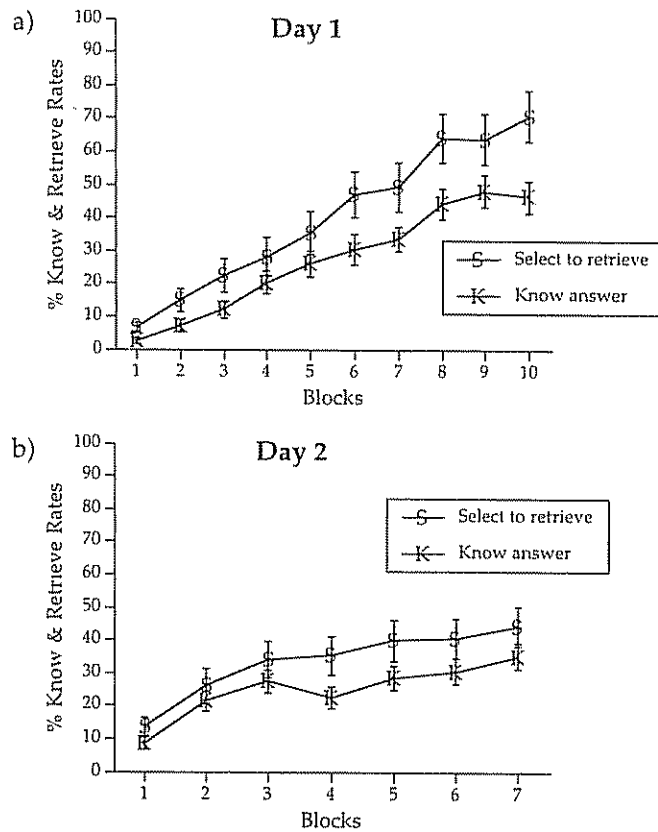 a)
Day 1
% Know & Retrieve Rates
100
90
80
70
60
50
40
30
20
10
0
S Select to retrieve
K Know answer
1 2 3 4 5 6 7 8 9 10
Blocks
b)
Day 2
% Know & Retrieve Rates
100
90
80
70
60
50
40
30
20
10
0
S Select to retrieve
K Know answer
1 2 3 4 5 6 7
Blocks